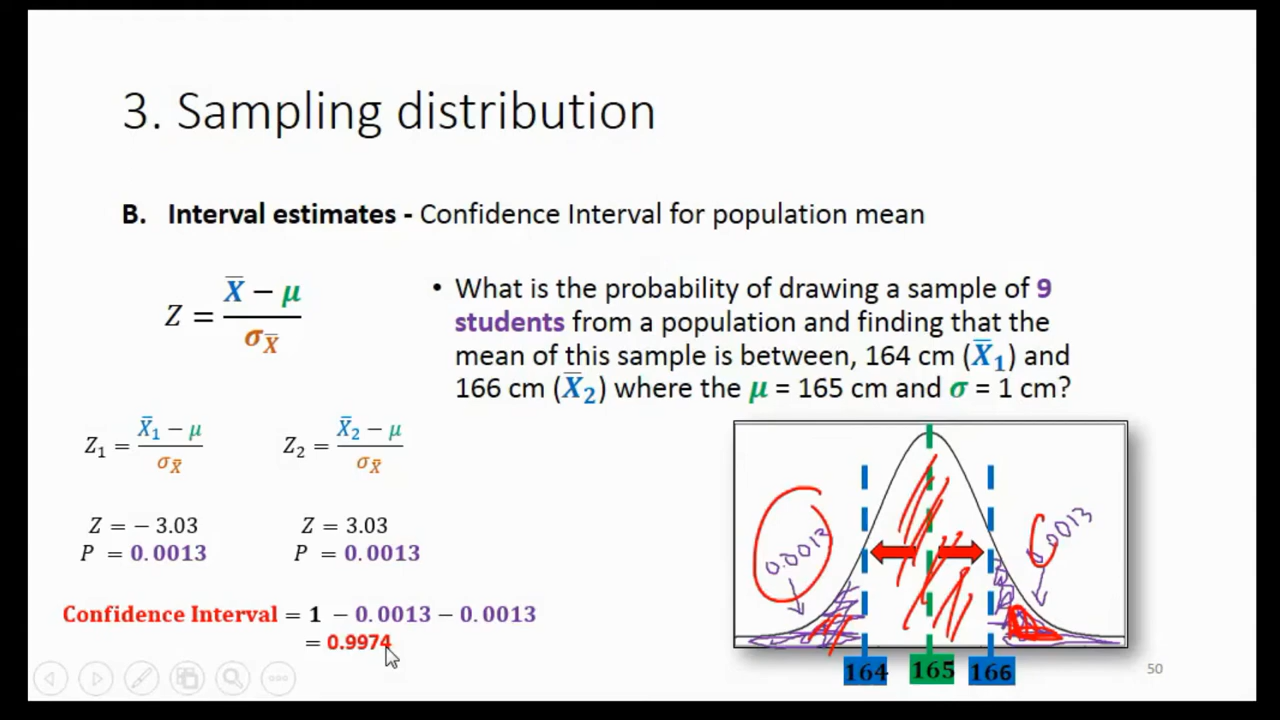 3. Sampling distribution
B. Interval estimates - Confidence Interval for population mean
Z = (X̅ − μ) / σX̅
• What is the probability of drawing a sample of 9
students from a population and finding that the
mean of this sample is between, 164 cm (X̅1) and
166 cm (X̅2) where the μ = 165 cm and σ = 1 cm?
Z1 = (X̅1 − μ) / σX̅
Z2 = (X̅2 − μ) / σX̅
Z = − 3.03
P = 0.0013
Z = 3.03
P = 0.0013
Confidence Interval = 1 − 0.0013 − 0.0013
= 0.9974
0.0013
0.0013
164
165
166
50